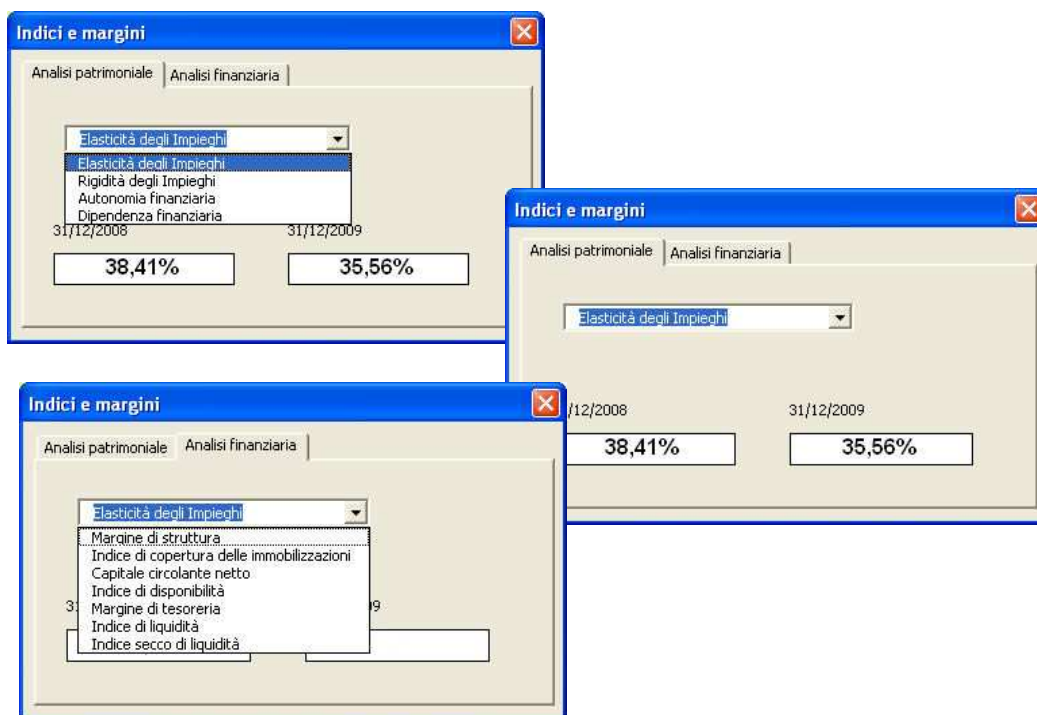 Indici e margini
Analisi patrimoniale Analisi finanziaria
Elasticità degli Impieghi
Elasticità degli Impieghi
Rigidità degli Impieghi
Autonomia finanziaria
Dipendenza finanziaria
31/12/2008 31/12/2009
38,41% 35,56%
Indici e margini
Analisi patrimoniale Analisi finanziaria
Elasticità degli Impieghi
/12/2008 31/12/2009
38,41% 35,56%
Indici e margini
Analisi patrimoniale Analisi finanziaria
Elasticità degli Impieghi
Margine di struttura
Indice di copertura delle immobilizzazioni
Capitale circolante netto
Indice di disponibilità
Margine di tesoreria
Indice di liquidità
Indice secco di liquidità